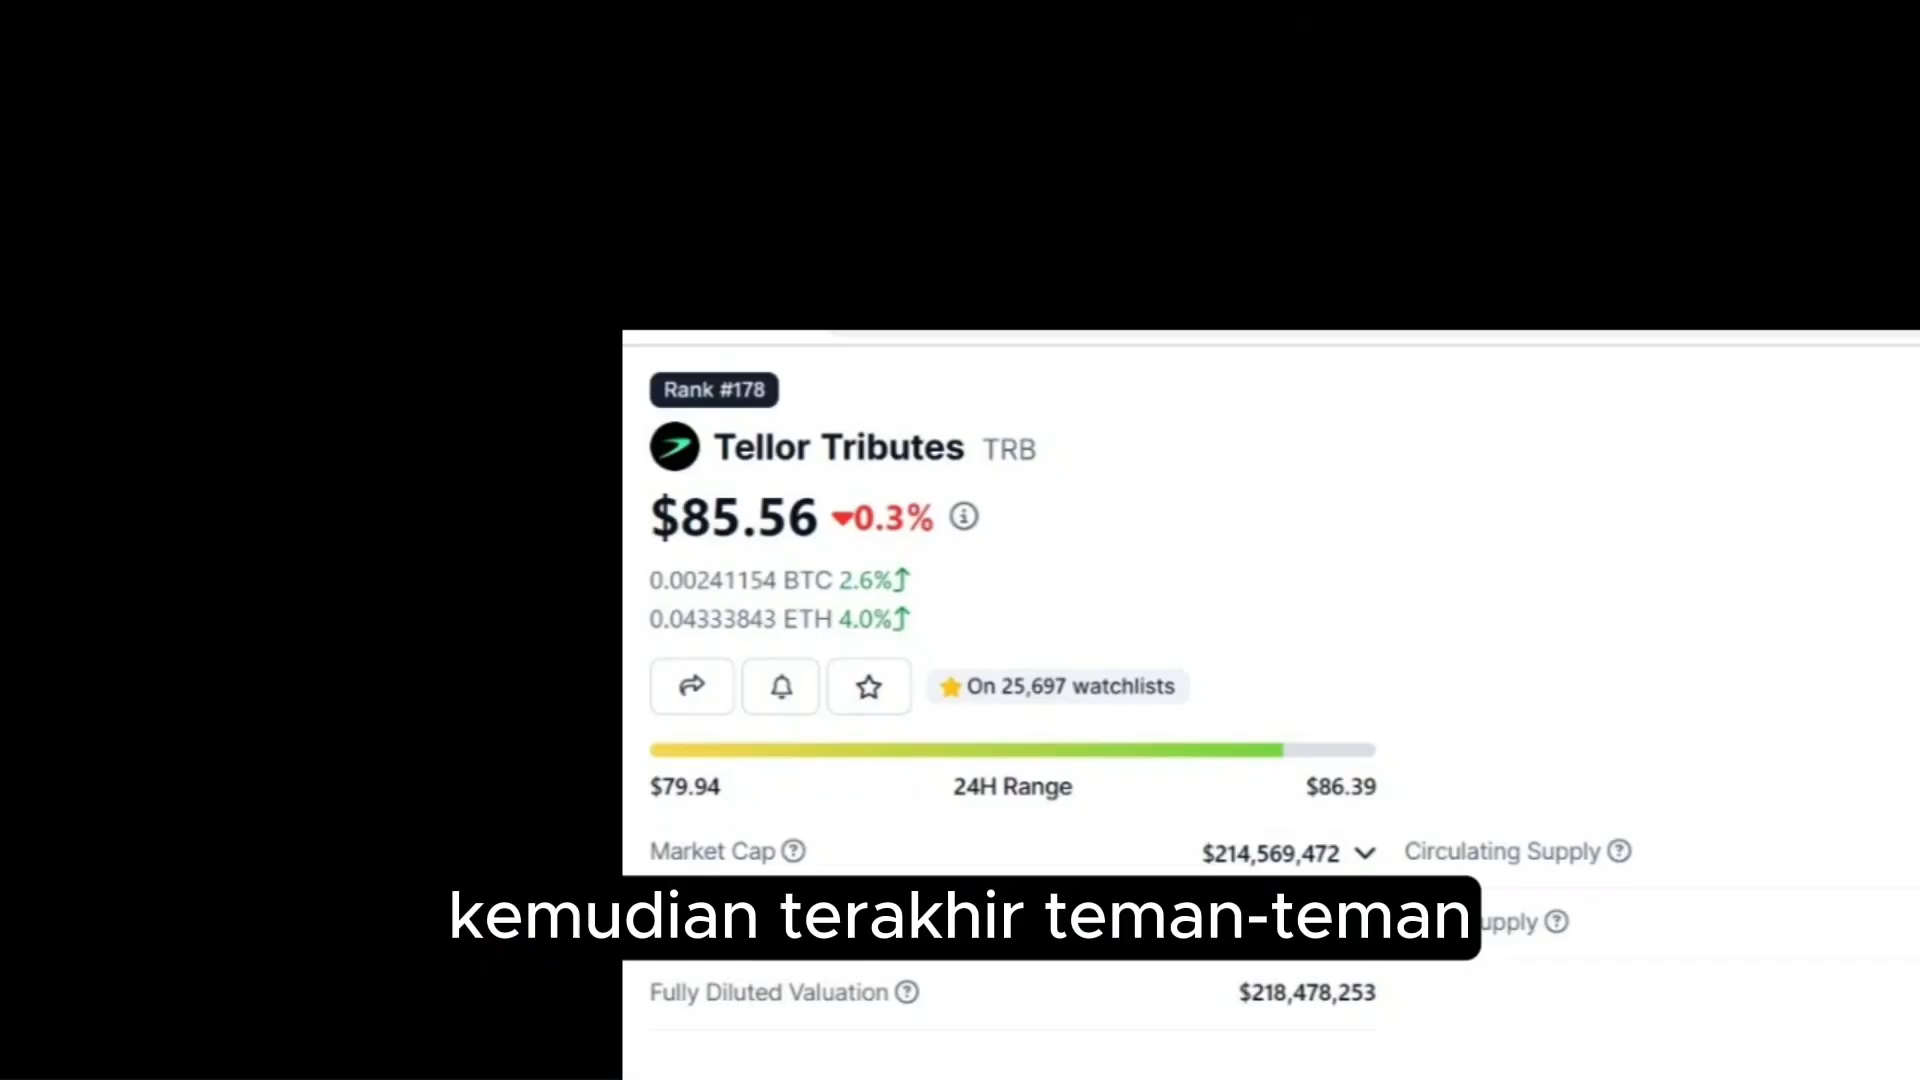 Rank #178
Tellor Tributes TRB
$85.56 0.3%
0.00241154 BTC 2.6%
0.04333843 ETH 4.0%
On 25,697 watchlists
$79.94 24H Range $86.39
Market Cap $214,569,472 Circulating Supply
kemudian terakhir teman-teman
Fully Diluted Valuation $218,478,253